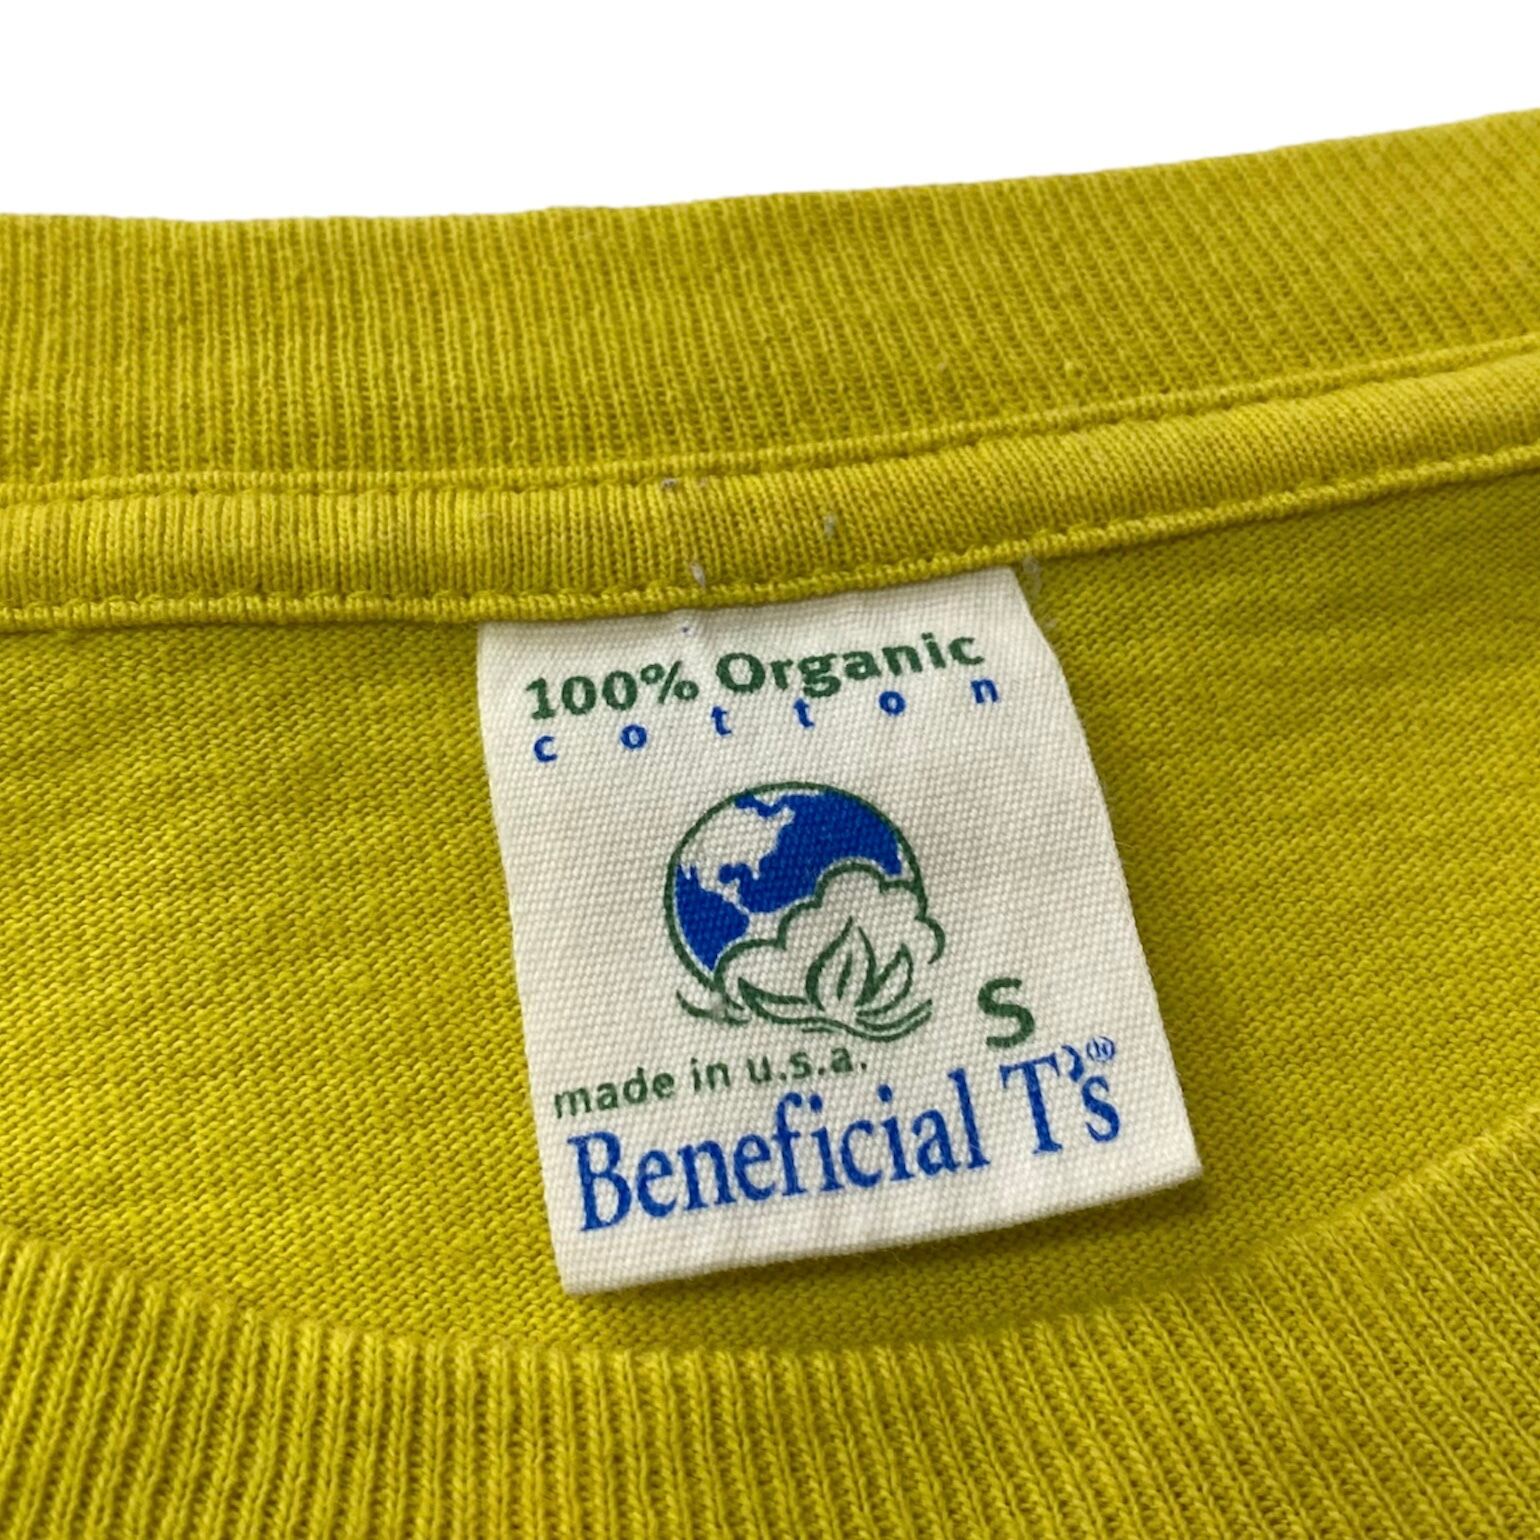 100% Organic
cotton
S
made in u.s.a.
Beneficial T's®